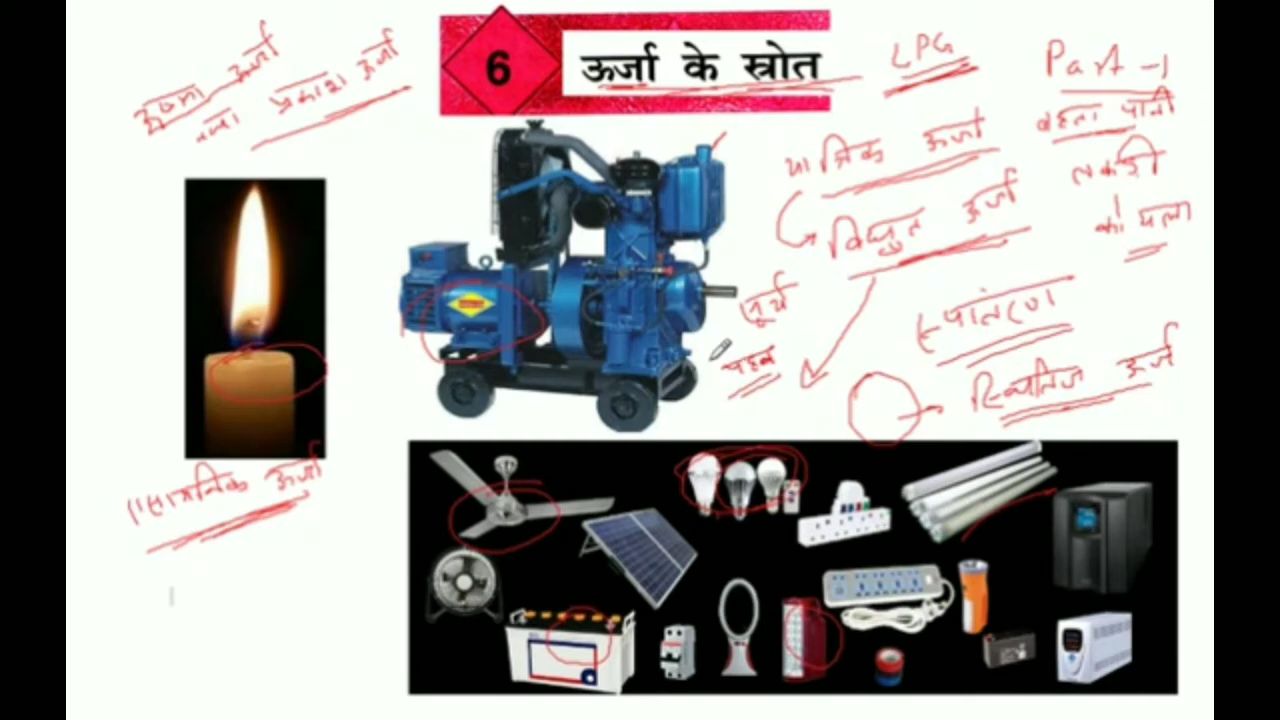 6
ऊर्जा के स्रोत
LPG
Part -1
ऊष्मा ऊर्जा
तथा प्रकाश ऊर्जा
यान्त्रिक ऊर्जा
बहता पानी
विद्युत ऊर्जा
लकड़ी
कोयला
सूर्य
पवन
रूपांतरण
स्थितिज ऊर्जा
रासायनिक ऊर्जा